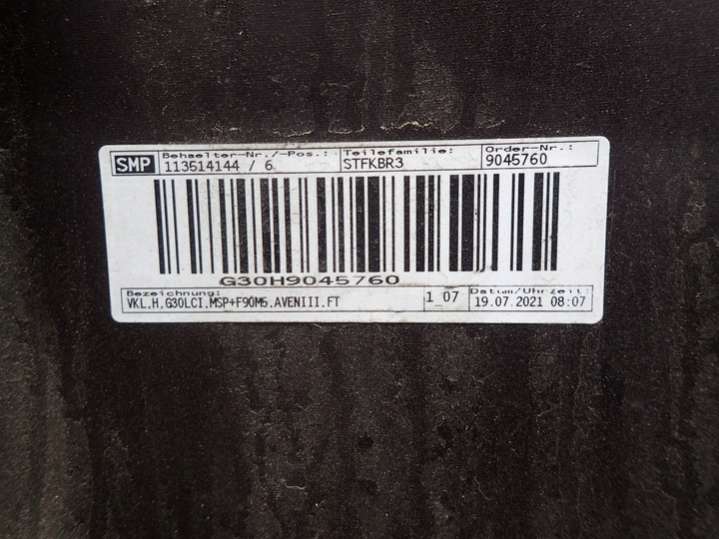 SMP Behaelter-Nr./-Pos.: Teilefamilie: Order-Nr.:
113514144 / 6 STFKBR3 9045760
G30H9045760
Bezeichnung: 1_07 Datum/Uhrzeit:
VKL.H.G30LCI.MSP+F90M5.AVENIII.FT 19.07.2021 08:07